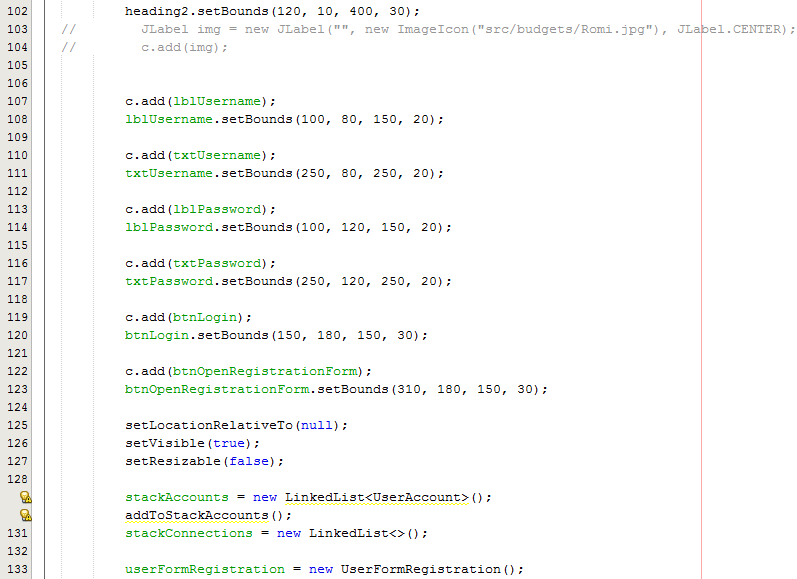 102 heading2.setBounds(120, 10, 400, 30);
103 // JLabel img = new JLabel("", new ImageIcon("src/budgets/Romi.jpg"), JLabel.CENTER);
104 // c.add(img);
105
106
107 c.add(lblUsername);
108 lblUsername.setBounds(100, 80, 150, 20);
109
110 c.add(txtUsername);
111 txtUsername.setBounds(250, 80, 250, 20);
112
113 c.add(lblPassword);
114 lblPassword.setBounds(100, 120, 150, 20);
115
116 c.add(txtPassword);
117 txtPassword.setBounds(250, 120, 250, 20);
118
119 c.add(btnLogin);
120 btnLogin.setBounds(150, 180, 150, 30);
121
122 c.add(btnOpenRegistrationForm);
123 btnOpenRegistrationForm.setBounds(310, 180, 150, 30);
124
125 setLocationRelativeTo(null);
126 setVisible(true);
127 setResizable(false);
128
stackAccounts = new LinkedList<UserAccount>();
addToStackAccounts();
131 stackConnections = new LinkedList<>();
132
133 userFormRegistration = new UserFormRegistration();